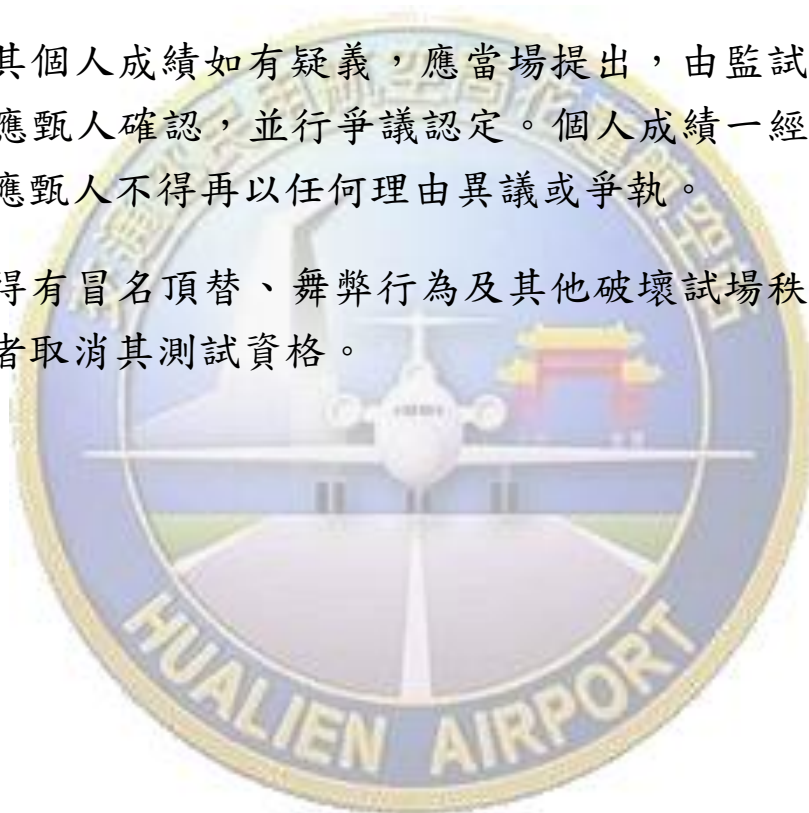 其個人成績如有疑義，應當場提出，由監試
應甄人確認，並行爭議認定。個人成績一經
應甄人不得再以任何理由異議或爭執。
得有冒名頂替、舞弊行為及其他破壞試場秩
者取消其測試資格。
HUALIEN AIRPORT